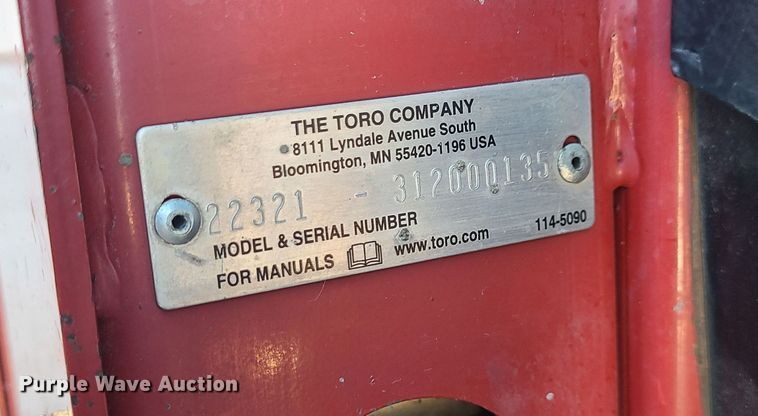 THE TORO COMPANY
8111 Lyndale Avenue South
Bloomington, MN 55420-1196 USA
22321 - 312000135
MODEL & SERIAL NUMBER
FOR MANUALS www.toro.com
114-5090
Purple Wave Auction